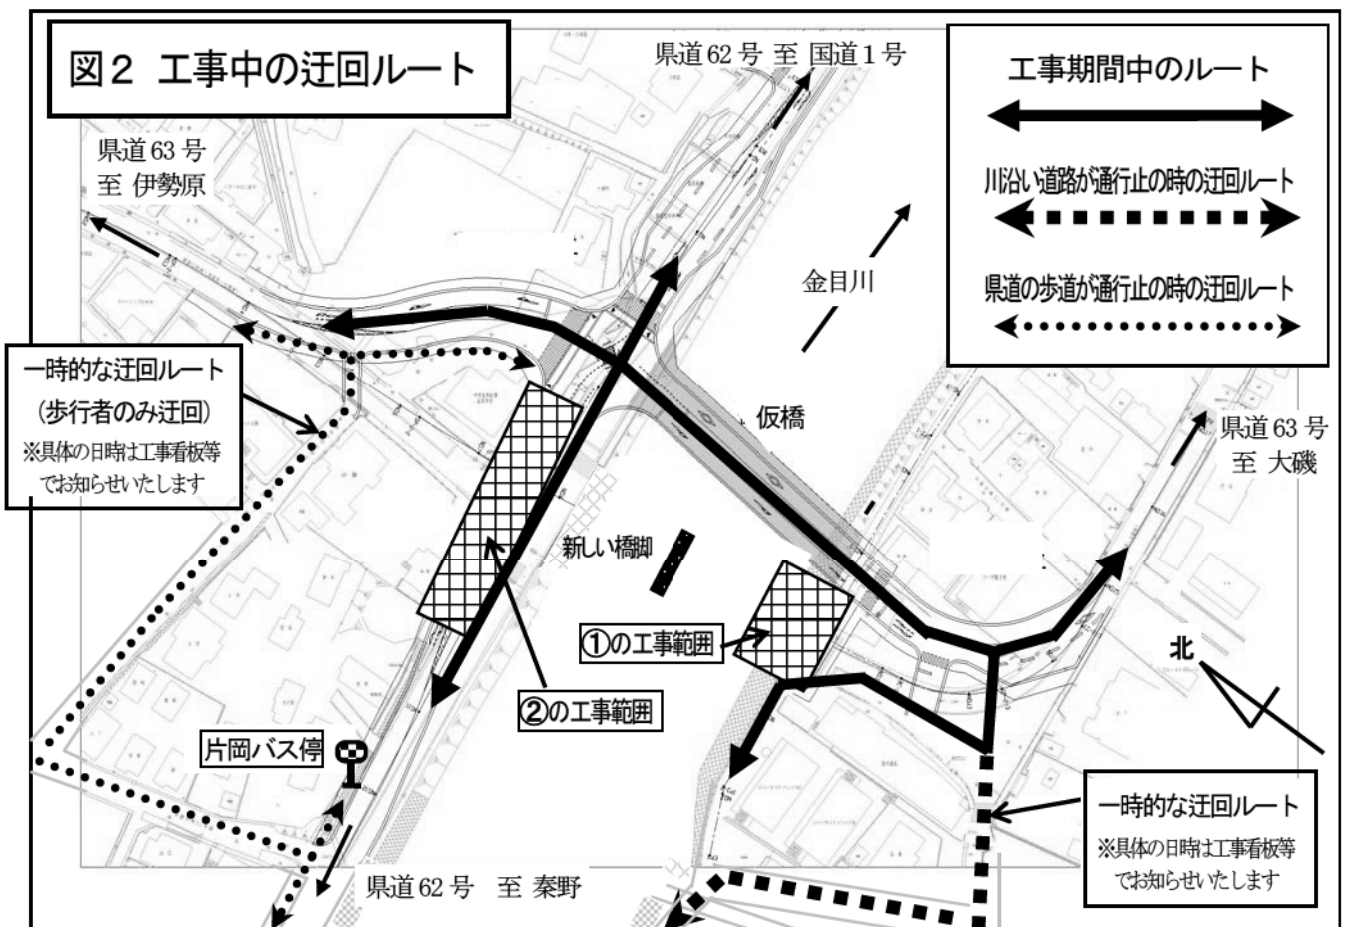 図2 工事中の迂回ルート
県道62号 至 国道1号
工事期間中のルート
川沿い道路が通行止の時の迂回ルート
県道の歩道が通行止の時の迂回ルート
県道63号
至 伊勢原
金目川
一時的な迂回ルート
(歩行者のみ迂回)
※具体の日時は工事看板等
でお知らせいたします
仮橋
県道63号
至 大磯
新しい橋脚
①の工事範囲
北
②の工事範囲
片岡バス停
一時的な迂回ルート
※具体の日時は工事看板等
でお知らせいたします
県道62号 至 秦野